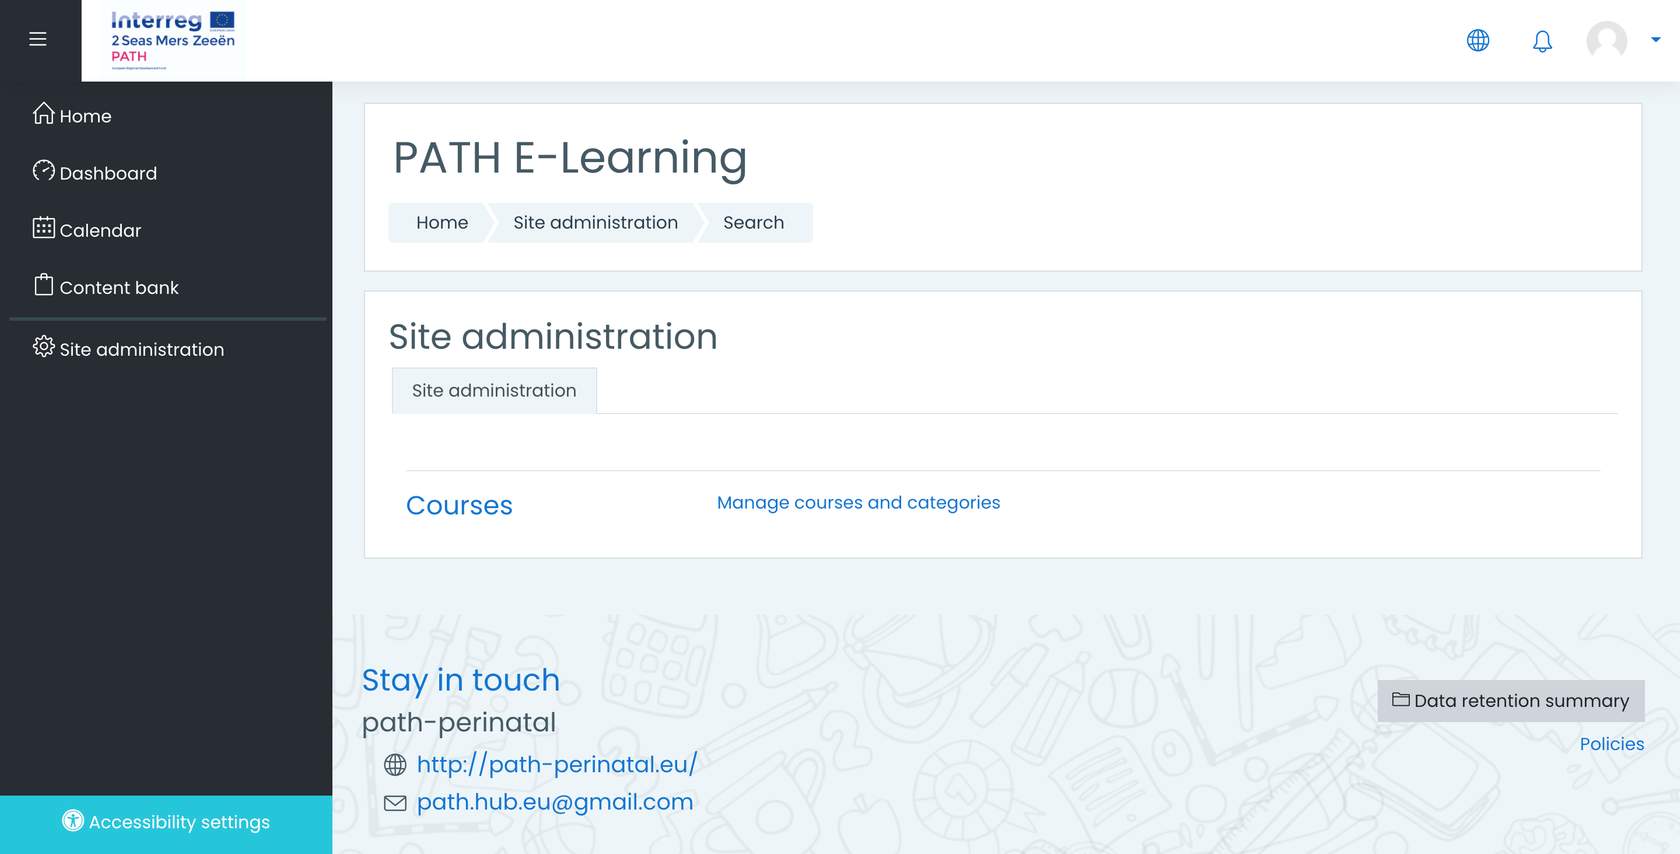 Interreg
2 Seas Mers Zeeën
PATH
Home
Dashboard
Calendar
Content bank
Site administration
Accessibility settings
PATH E-Learning
Home Site administration Search
Site administration
Site administration
Courses Manage courses and categories
Stay in touch
path-perinatal
http://path-perinatal.eu/
path.hub.eu@gmail.com
Data retention summary
Policies